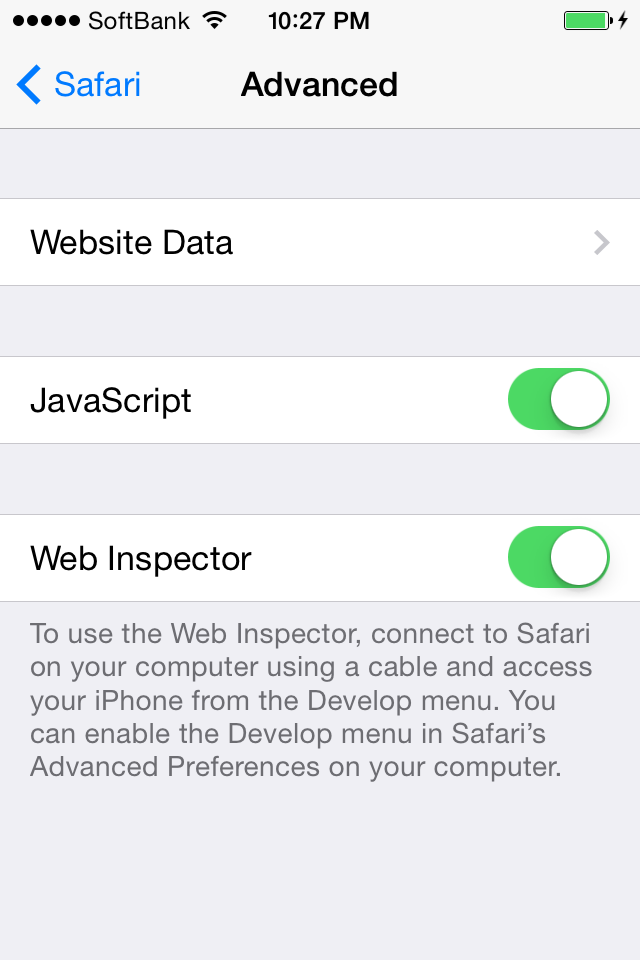 SoftBank 10:27 PM
Safari Advanced
Website Data
JavaScript
Web Inspector
To use the Web Inspector, connect to Safari
on your computer using a cable and access
your iPhone from the Develop menu. You
can enable the Develop menu in Safari’s
Advanced Preferences on your computer.